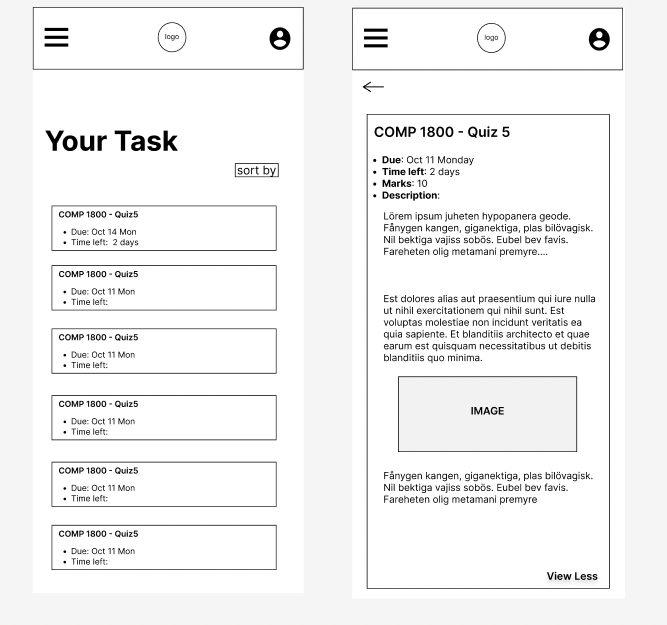 logo
Your Task
sort by
COMP 1800 - Quiz5
• Due: Oct 14 Mon
• Time left: 2 days
COMP 1800 - Quiz5
• Due: Oct 11 Mon
• Time left:
COMP 1800 - Quiz5
• Due: Oct 11 Mon
• Time left:
COMP 1800 - Quiz5
• Due: Oct 11 Mon
• Time left:
COMP 1800 - Quiz5
• Due: Oct 11 Mon
• Time left:
COMP 1800 - Quiz5
• Due: Oct 11 Mon
• Time left:
logo
COMP 1800 - Quiz 5
• Due: Oct 11 Monday
• Time left: 2 days
• Marks: 10
• Description:
Lörem ipsum juheten hypopanera geode.
Fånygen kangen, giganektiga, plas bilövagisk.
Nil bektiga vajiss sobös. Eubel bev favis.
Fareheten olig metamani premyre....
Est dolores alias aut praesentium qui iure nulla
ut nihil exercitationem qui nihil sunt. Est
voluptas molestiae non incidunt veritatis ea
quia sapiente. Et blanditiis architecto et quae
earum est quisquam necessitatibus ut debitis
blanditiis quo minima.
IMAGE
Fånygen kangen, giganektiga, plas bilövagisk.
Nil bektiga vajiss sobös. Eubel bev favis.
Fareheten olig metamani premyre
View Less